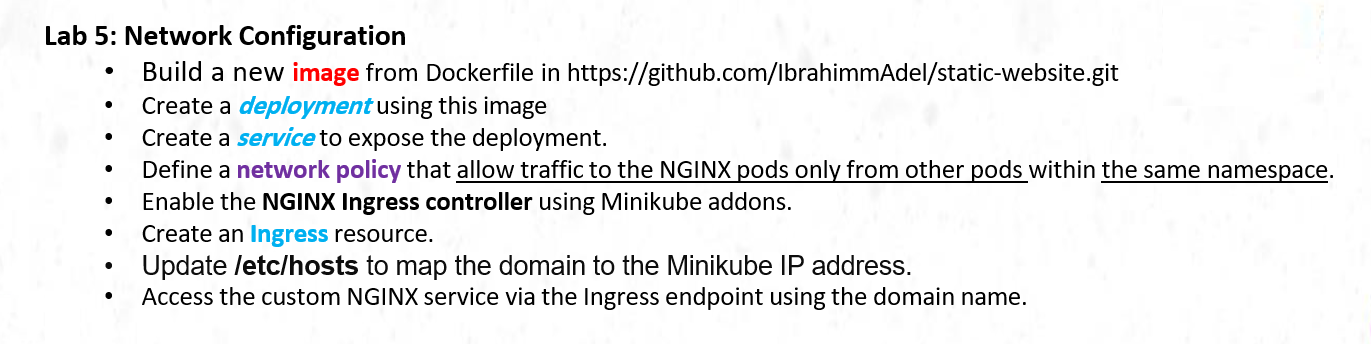 Lab 5: Network Configuration
• Build a new image from Dockerfile in https://github.com/IbrahimmAdel/static-website.git
• Create a deployment using this image
• Create a service to expose the deployment.
• Define a network policy that allow traffic to the NGINX pods only from other pods within the same namespace.
• Enable the NGINX Ingress controller using Minikube addons.
• Create an Ingress resource.
• Update /etc/hosts to map the domain to the Minikube IP address.
• Access the custom NGINX service via the Ingress endpoint using the domain name.